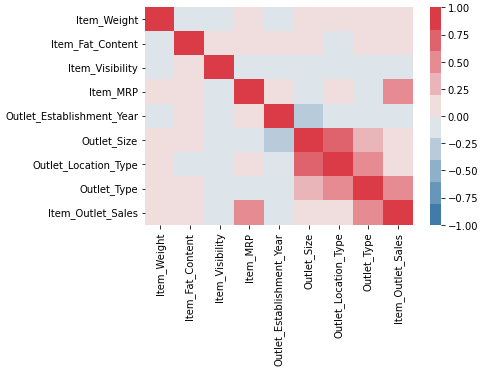 Item_Weight
Item_Fat_Content
Item_Visibility
Item_MRP
Outlet_Establishment_Year
Outlet_Size
Outlet_Location_Type
Outlet_Type
Item_Outlet_Sales
Item_Weight
Item_Fat_Content
Item_Visibility
Item_MRP
Outlet_Establishment_Year
Outlet_Size
Outlet_Location_Type
Outlet_Type
Item_Outlet_Sales
1.00
0.75
0.50
0.25
0.00
−0.25
−0.50
−0.75
−1.00